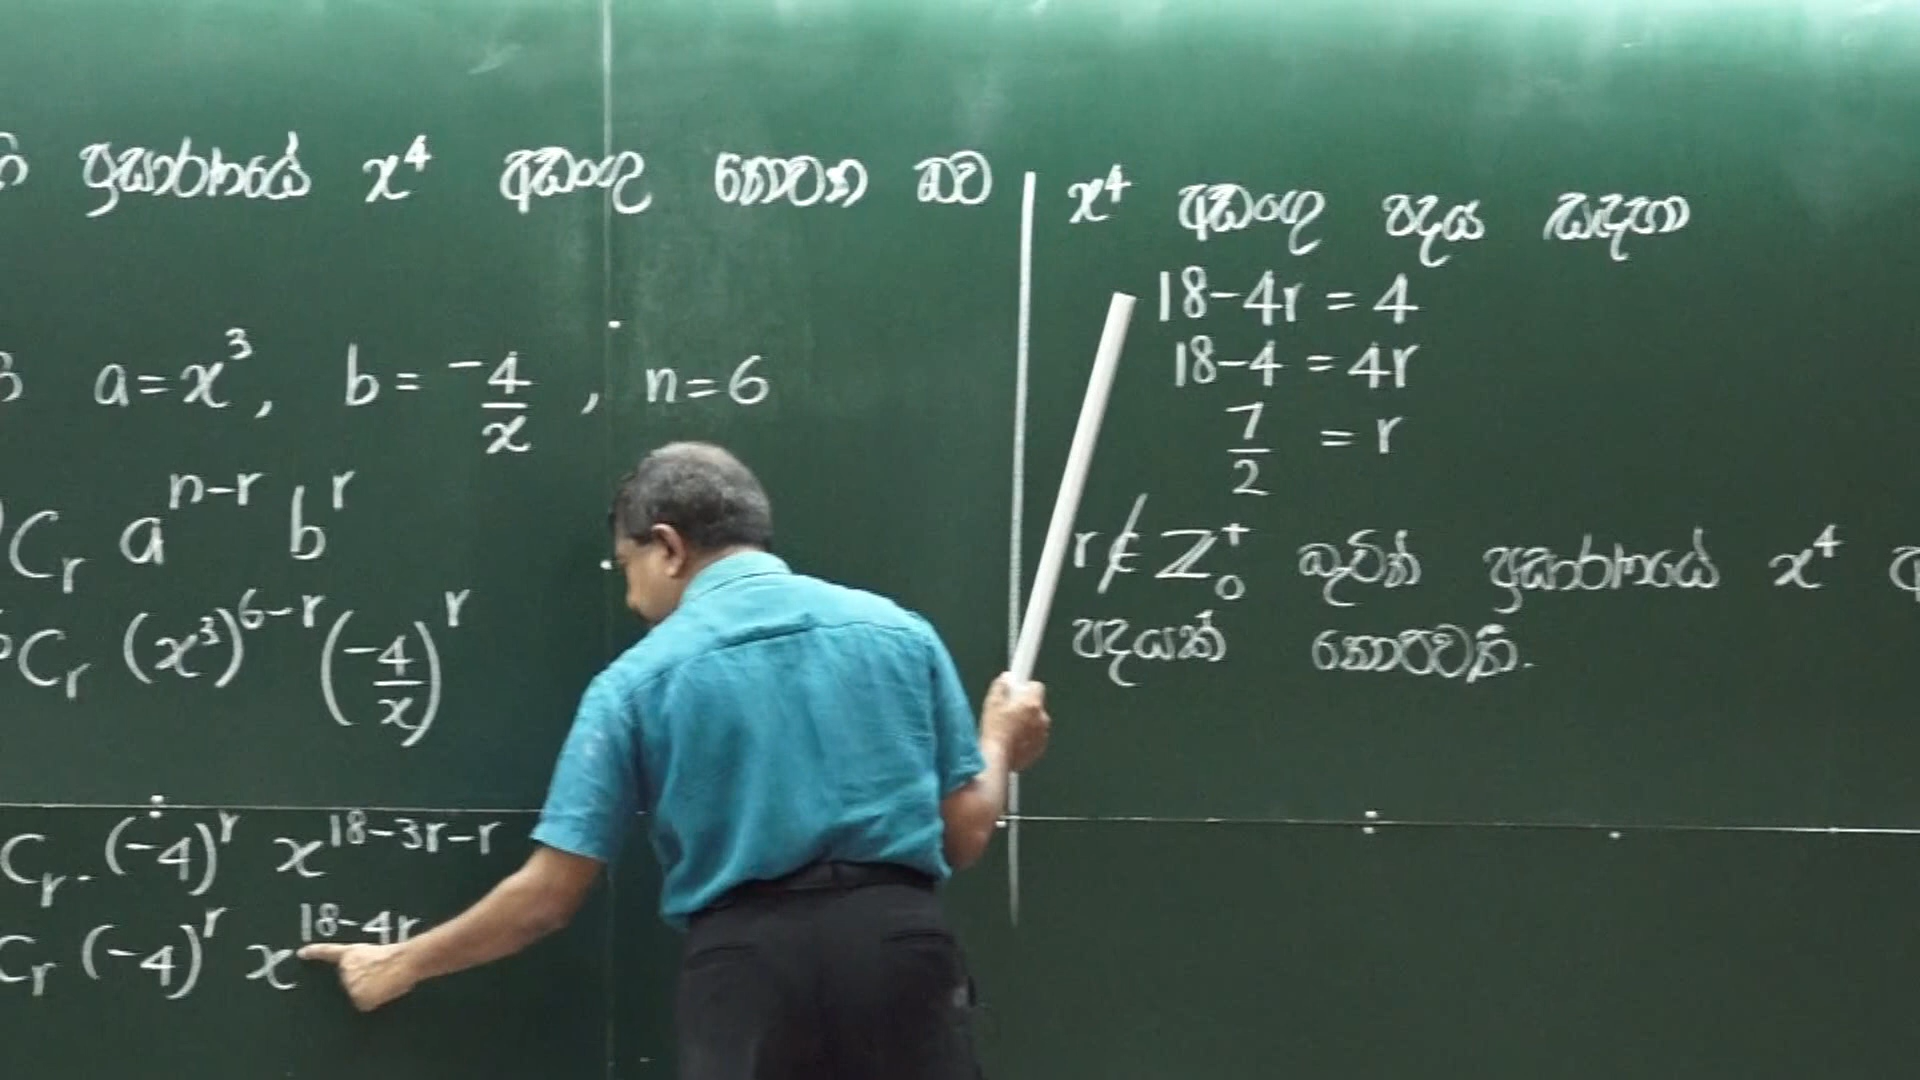 ප්‍රසාරණයේ x⁴ අඩංගු නොවන බව
a = x³, b = -4/x, n = 6
Cᵣ aⁿ⁻ʳ bʳ
⁶Cᵣ (x³)⁶⁻ʳ (-4/x)ʳ
Cᵣ . (-4)ʳ x¹⁸⁻³ʳ⁻ʳ
Cᵣ (-4)ʳ x¹⁸⁻⁴ʳ
x⁴ අඩංගු පදය සඳහා
18-4r = 4
18-4 = 4r
7/2 = r
r ∉ ℤ₀⁺ බැවින් ප්‍රසාරණයේ x⁴ අ
පදයක් නොපවතී.